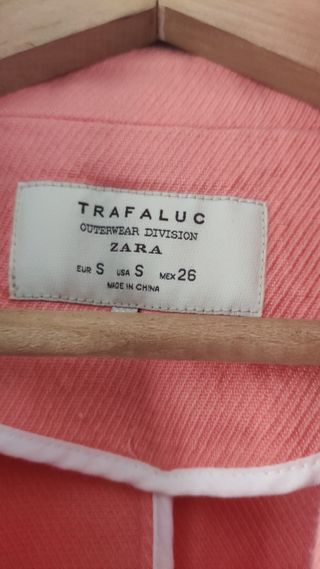 TRAFALUC
OUTERWEAR DIVISION
ZARA
EUR S USA S MEX 26
MADE IN CHINA